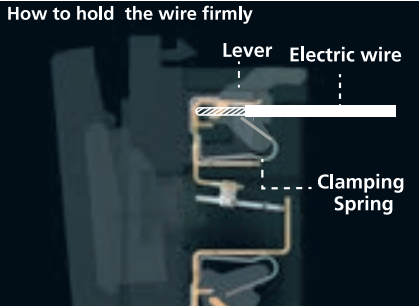 How to hold the wire firmly
Lever
Electric wire
Clamping
Spring